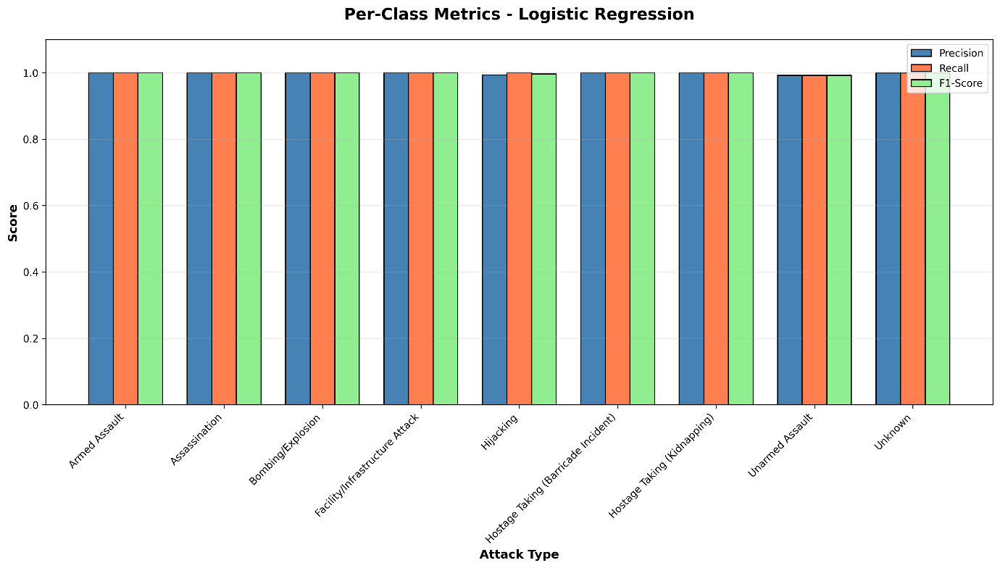 Per-Class Metrics - Logistic Regression
Precision
Recall
F1-Score
1.0
0.8
0.6
0.4
0.2
0.0
Score
Armed Assault
Assassination
Bombing/Explosion
Facility/Infrastructure Attack
Hijacking
Hostage Taking (Barricade Incident)
Hostage Taking (Kidnapping)
Unarmed Assault
Unknown
Attack Type